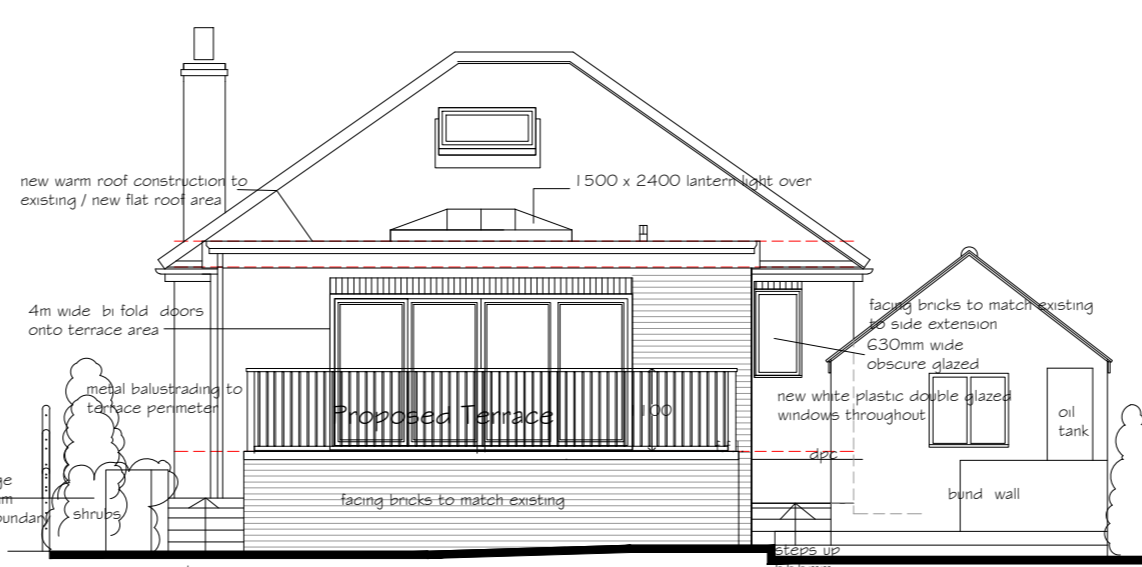 new warm roof construction to
existing / new flat roof area
1500 x 2400 lantern light over
4m wide bi fold doors
onto terrace area
facing bricks to match existing
to side extension
630mm wide
obscure glazed
metal balustrading to
terrace perimeter
new white plastic double glazed
windows throughout
Proposed Terrace
1100
oil
tank
ffl
dpc
facing bricks to match existing
bund wall
shrubs
steps up